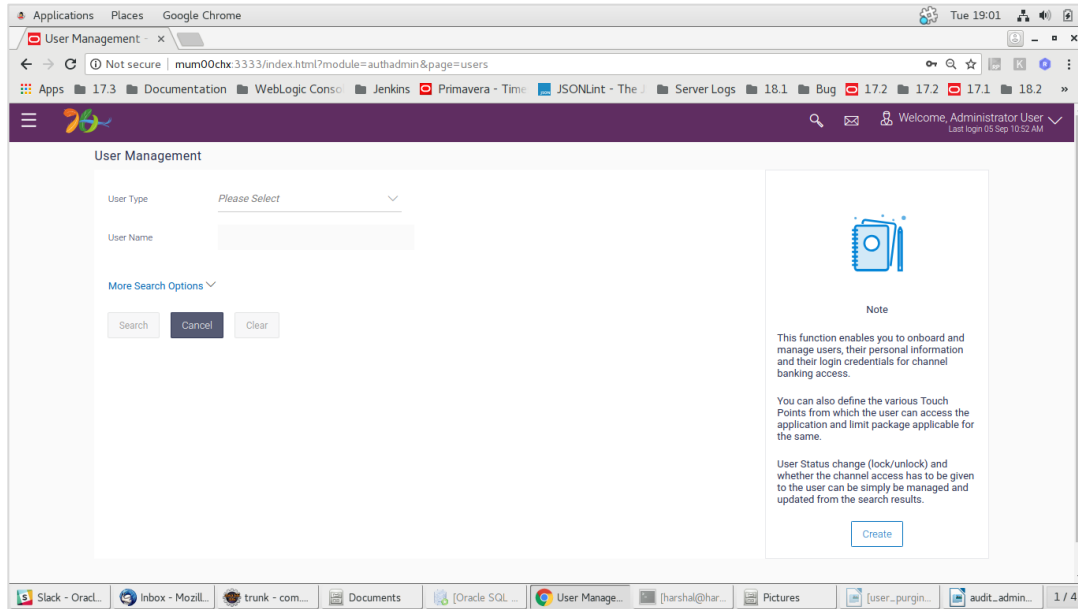 Applications Places Google Chrome Tue 19:01
User Management - ×
Not secure | mum00chx:3333/index.html?module=authadmin&page=users
Apps 17.3 Documentation WebLogic Consol Jenkins Primavera - Time JSONLint - The J Server Logs 18.1 Bug 17.2 17.2 17.1 18.2 »
Welcome, Administrator User
Last login 05 Sep 10:52 AM
User Management
User Type Please Select
User Name
More Search Options
Search Cancel Clear
Note
This function enables you to onboard and
manage users, their personal information
and their login credentials for channel
banking access.
You can also define the various Touch
Points from which the user can access the
application and limit package applicable for
the same.
User Status change (lock/unlock) and
whether the channel access has to be given
to the user can be simply be managed and
updated from the search results.
Create
Slack - Oracl... Inbox - Mozill... trunk - com.... Documents [Oracle SQL ... User Manage... [harshal@har... Pictures [user_purgin... audit_admin... 1 / 4